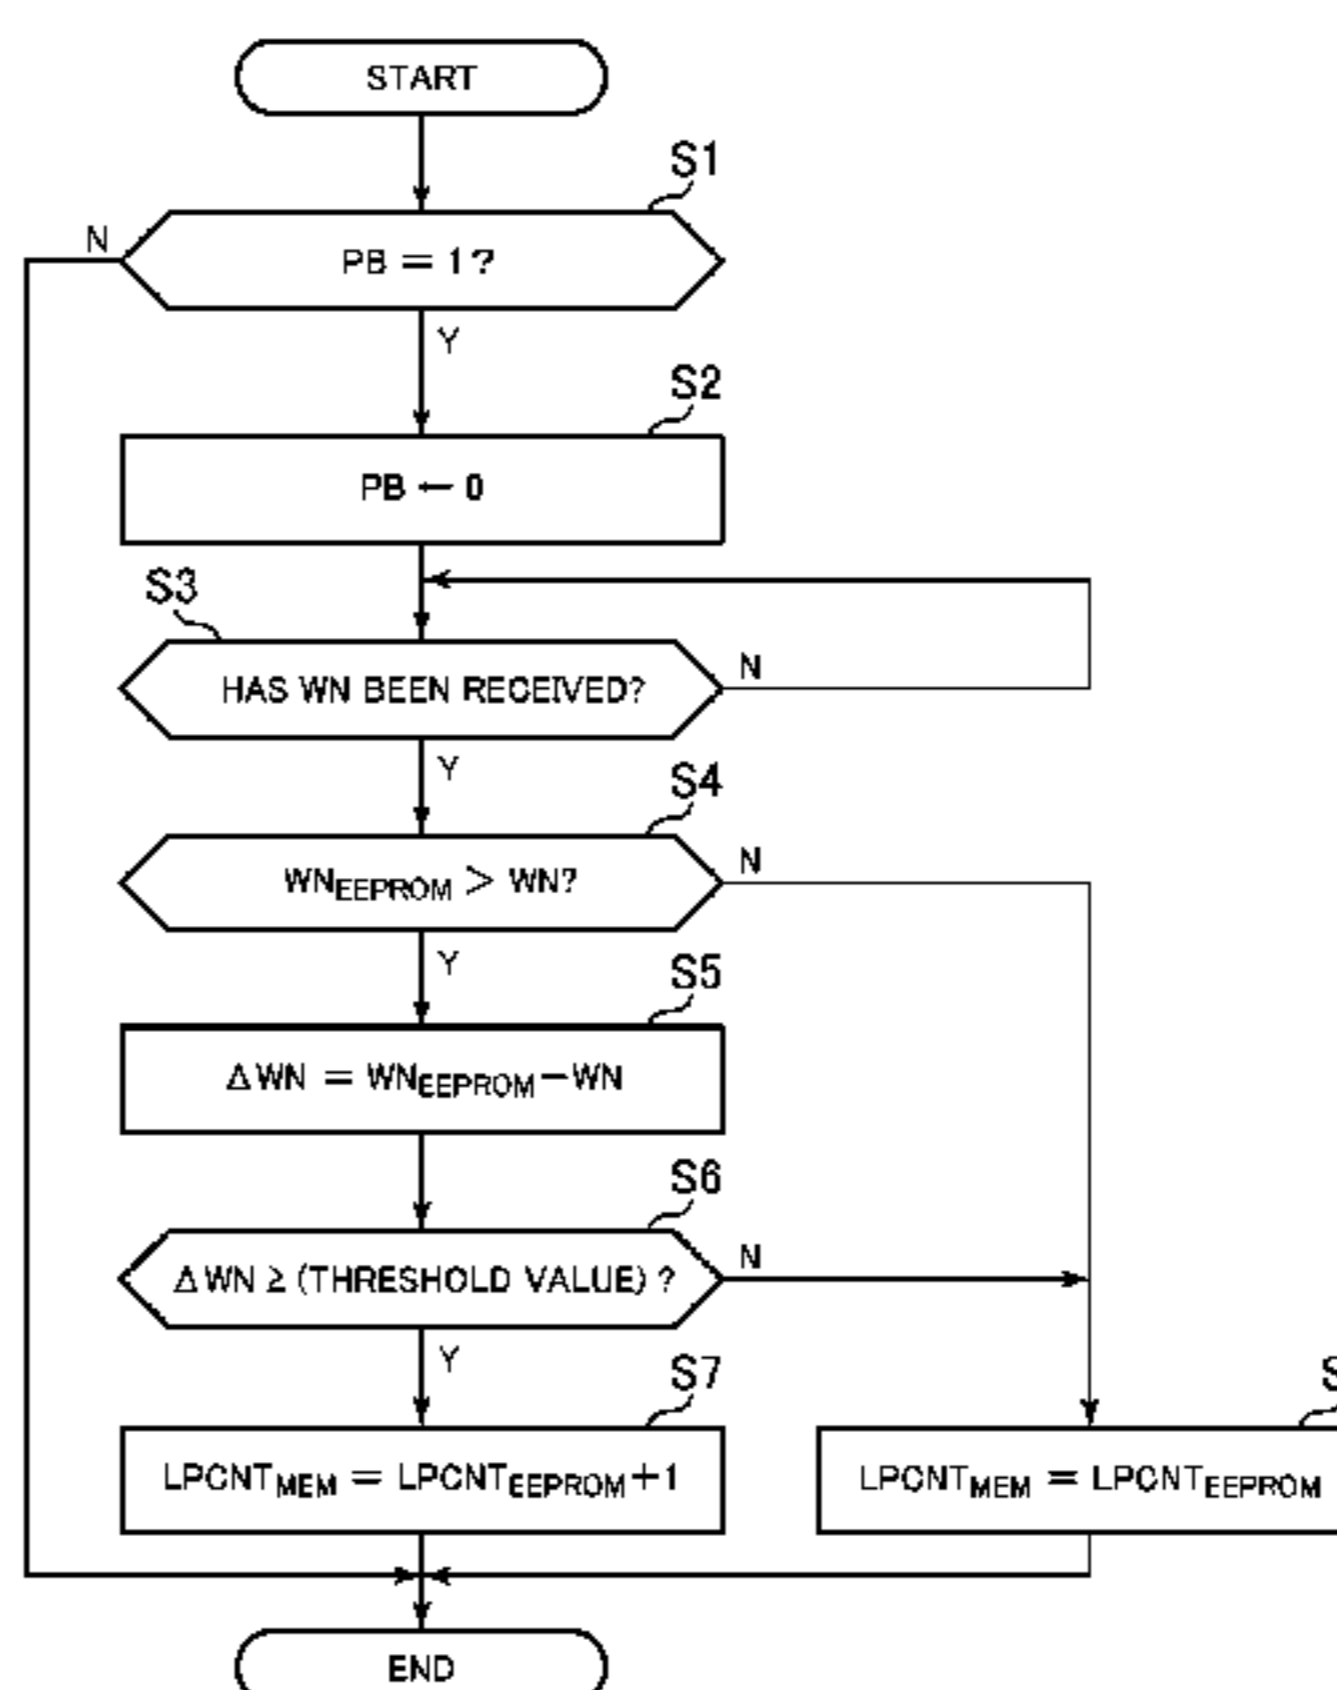 START
S1
N
PB = 1?
Y
S2
PB ← 0
S3
HAS WN BEEN RECEIVED?
N
Y
S4
WNEEPROM > WN?
N
Y
S5
ΔWN = WNEEPROM−WN
S6
ΔWN ≥ (THRESHOLD VALUE) ?
N
Y
S7
LPCNTMEM = LPCNTEEPROM+1
LPCNTMEM = LPCNTEEPROM
END